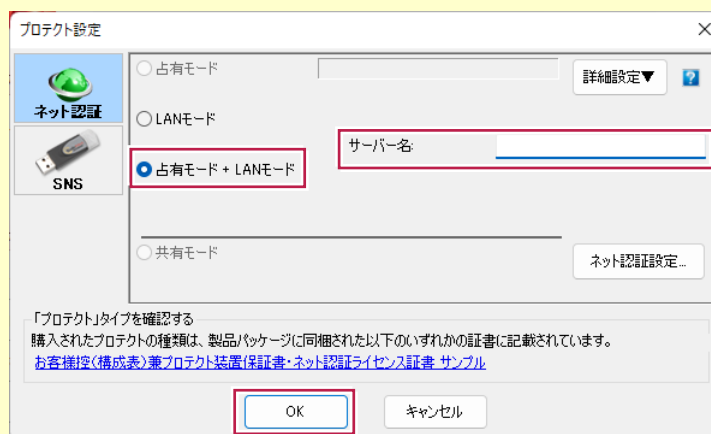 プロテクト設定
ネット認証
SNS
占有モード
詳細設定▼
LANモード
サーバー名:
占有モード + LANモード
共有モード
ネット認証設定...
「プロテクト」タイプを確認する
購入されたプロテクトの種類は、製品パッケージに同梱された以下のいずれかの証書に記載されています。
お客様控(構成表)兼プロテクト装置保証書・ネット認証ライセンス証書 サンプル
OK
キャンセル